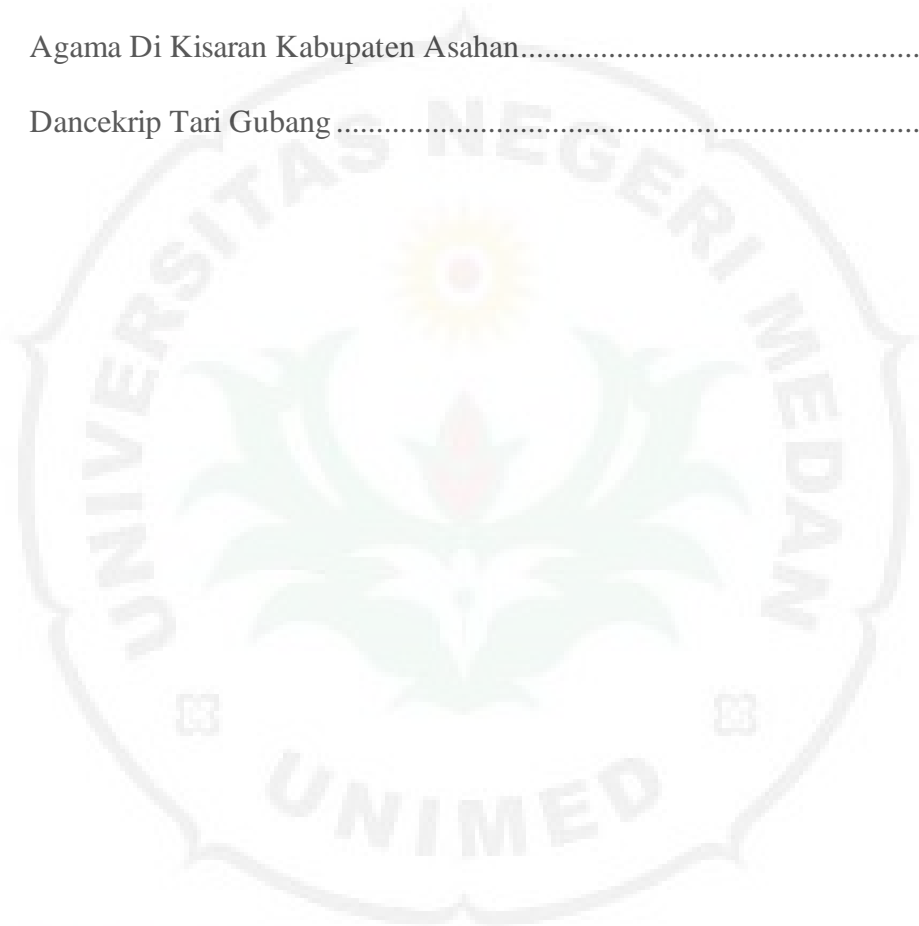 Agama Di Kisaran Kabupaten Asahan..................................................
Dancekrip Tari Gubang .........................................................................
UNIVERSITAS NEGERI MEDAN
UNIMED